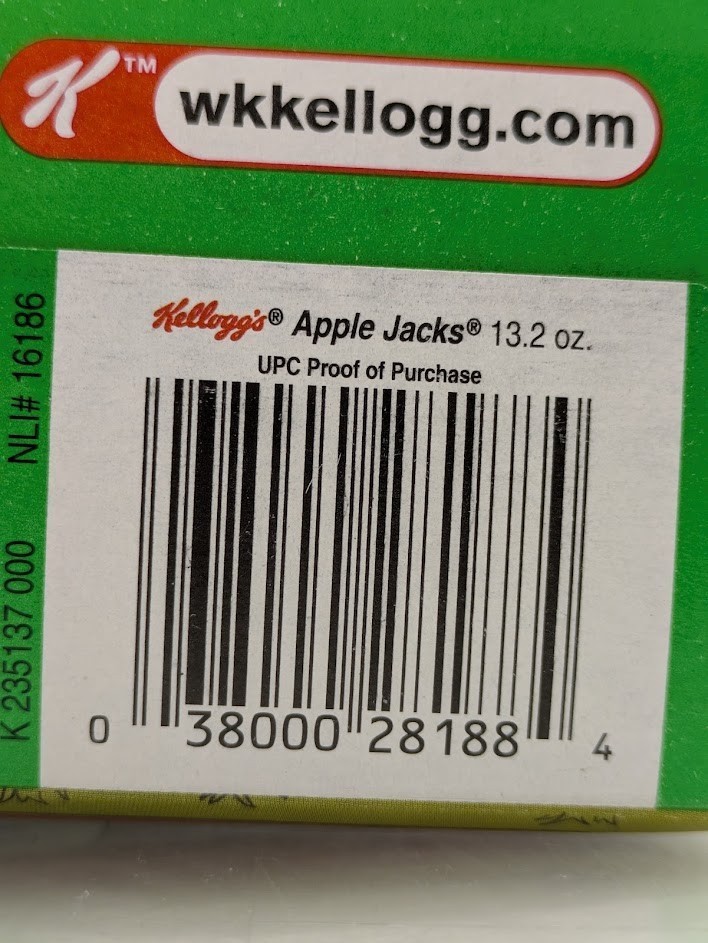 K™ wkkellogg.com
Kellogg's® Apple Jacks® 13.2 oz.
UPC Proof of Purchase
0 38000 28188 4
K 235137 000 NLI# 16186